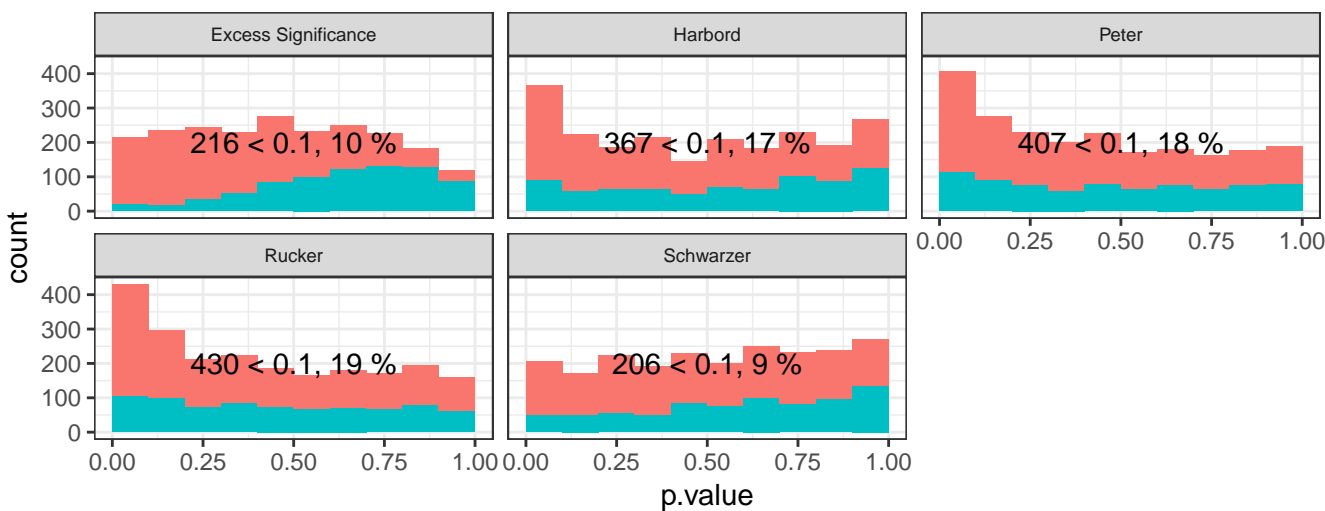 Excess Significance
Harbord
Peter
400
300
200
100
0
216 < 0.1, 10 %
367 < 0.1, 17 %
407 < 0.1, 18 %
0.00 0.25 0.50 0.75 1.00
count
Rucker
Schwarzer
400
300
200
100
0
430 < 0.1, 19 %
206 < 0.1, 9 %
0.00 0.25 0.50 0.75 1.00
0.00 0.25 0.50 0.75 1.00
p.value